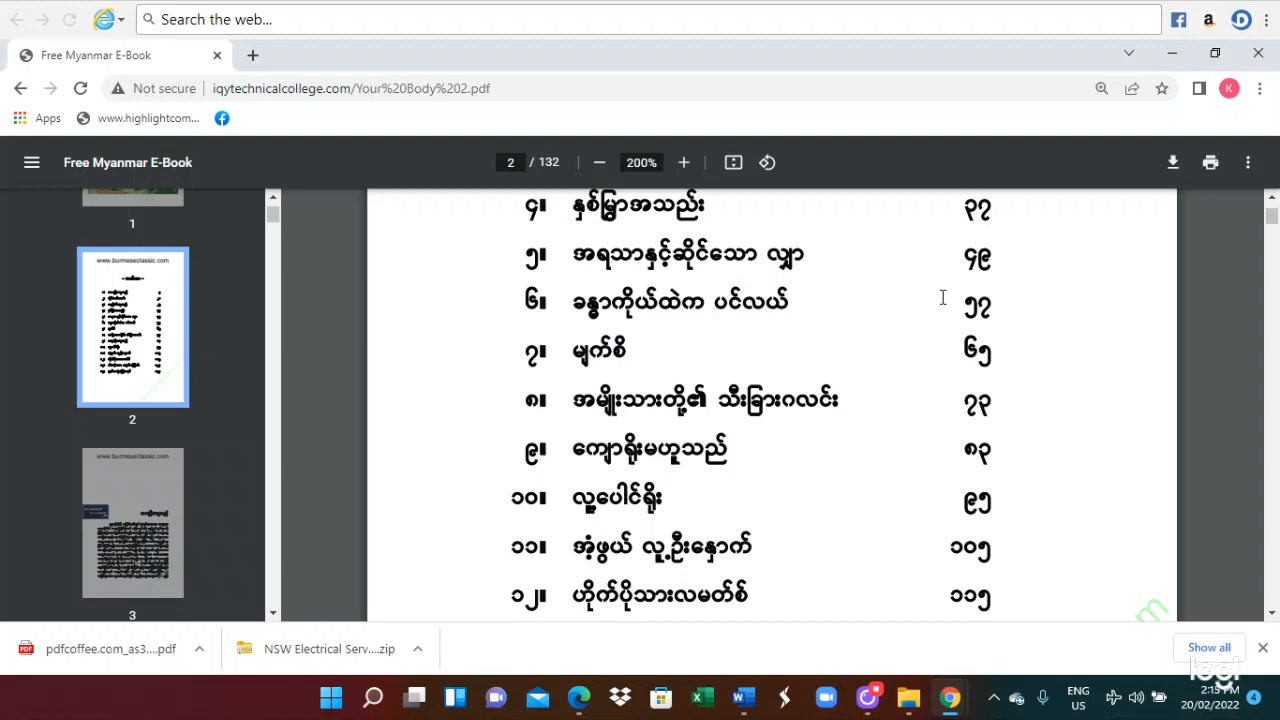 Search the web...
Free Myanmar E-Book
Not secure
iqytechnicalcollege.com/Your%20Body%202.pdf
K
Apps
www.highlightcom...
Free Myanmar E-Book
2 / 132
200%
၄။ နှစ်မြွှာအသည်း ၃၇
၅။ အရသာနှင့်ဆိုင်သော လျှာ ၄၉
၆။ ခန္ဓာကိုယ်ထဲက ပင်လယ် ၅၇
၇။ မျက်စိ ၆၅
၈။ အမျိုးသားတို့၏ သီးခြားဂလင်း ၇၃
၉။ ကျောရိုးမဟူသည် ၈၃
၁၀။ လူ့ပေါင်ရိုး ၉၅
၁၁။ အံ့ဖွယ် လူ့ဦးနှောက် ၁၀၅
၁၂။ ဟိုက်ပိုသားလမတ်စ် ၁၁၅
1
www.burmeseclassic.com
2
www.burmeseclassic.com
3
m
pdfcoffee.com_as3....pdf
NSW Electrical Serv....zip
Show all
logi
ENG
US
2:15 PM
20/02/2022
4